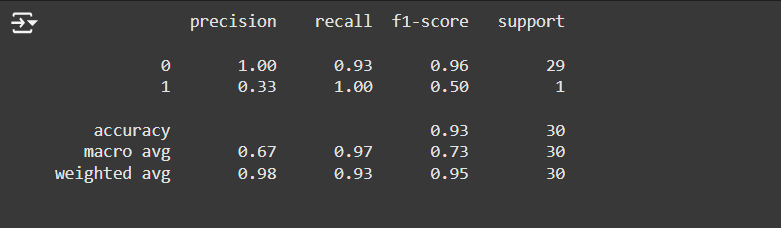 precision recall f1-score support
0 1.00 0.93 0.96 29
1 0.33 1.00 0.50 1
accuracy 0.93 30
macro avg 0.67 0.97 0.73 30
weighted avg 0.98 0.93 0.95 30